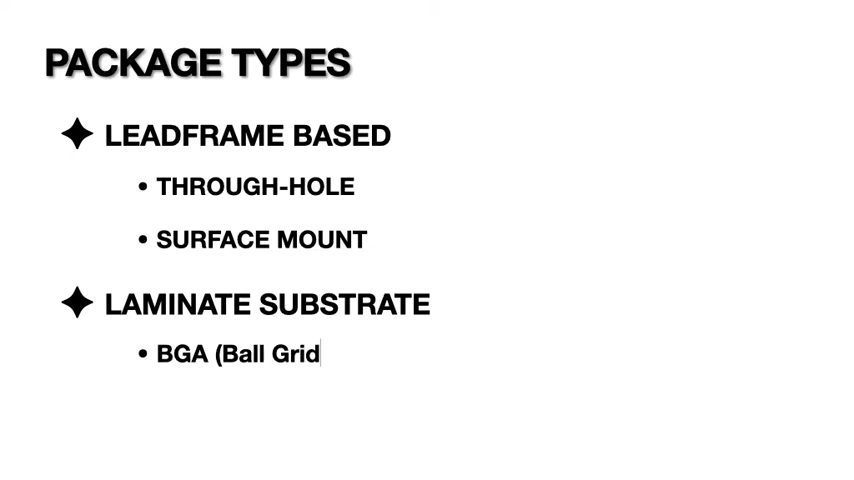 PACKAGE TYPES
LEADFRAME BASED
THROUGH-HOLE
SURFACE MOUNT
LAMINATE SUBSTRATE
BGA (Ball Grid